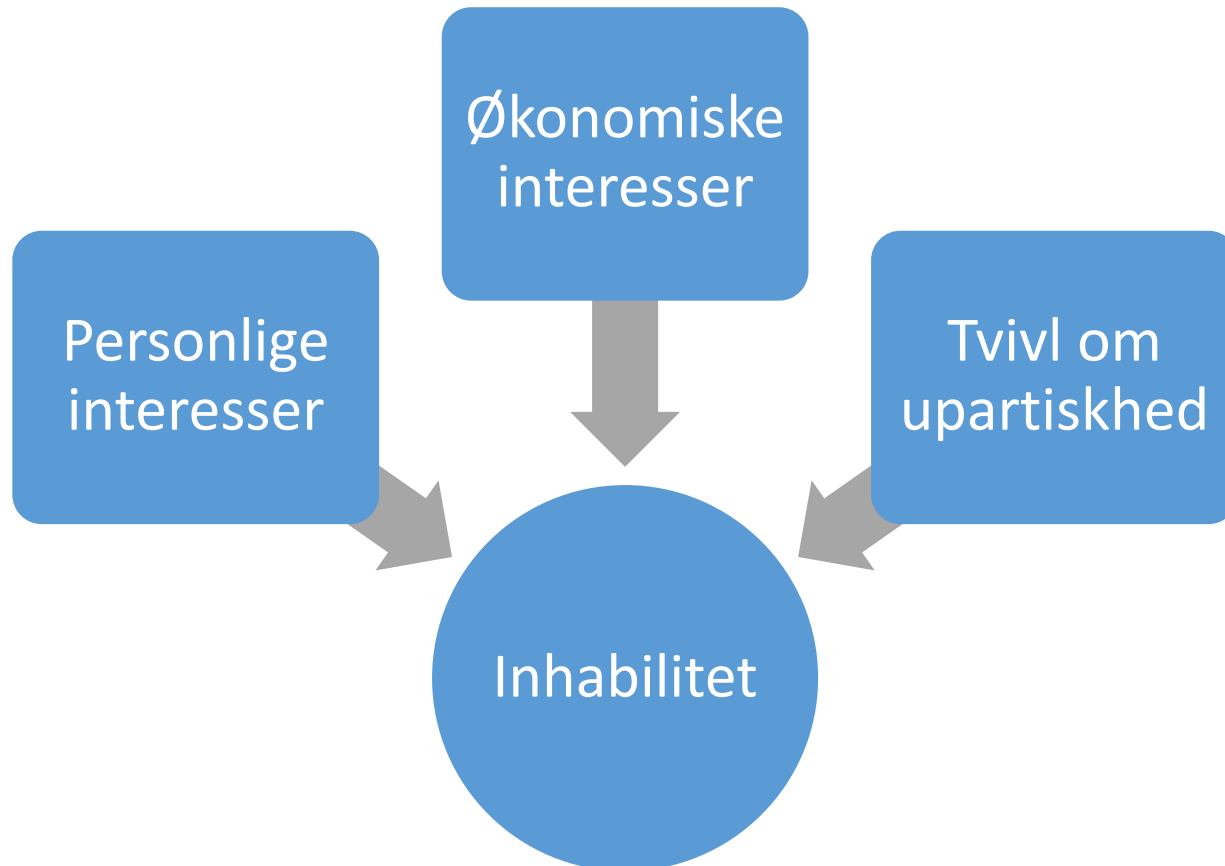 Økonomiske
interesser
Personlige
interesser
Tvivl om
upartiskhed
Inhabilitet